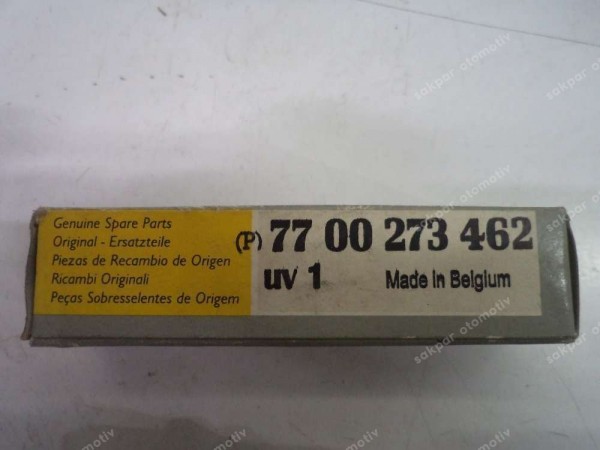 Genuine Spare Parts
Original - Ersatzteile
Piezas de Recambio de Origen
Ricambi Originali
Peças Sobresselentes de Origem
(P) 77 00 273 462
uv 1 Made in Belgium
sakpar otomotiv
sakpar otomotiv
sakpar otomotiv
sakpar otomotiv